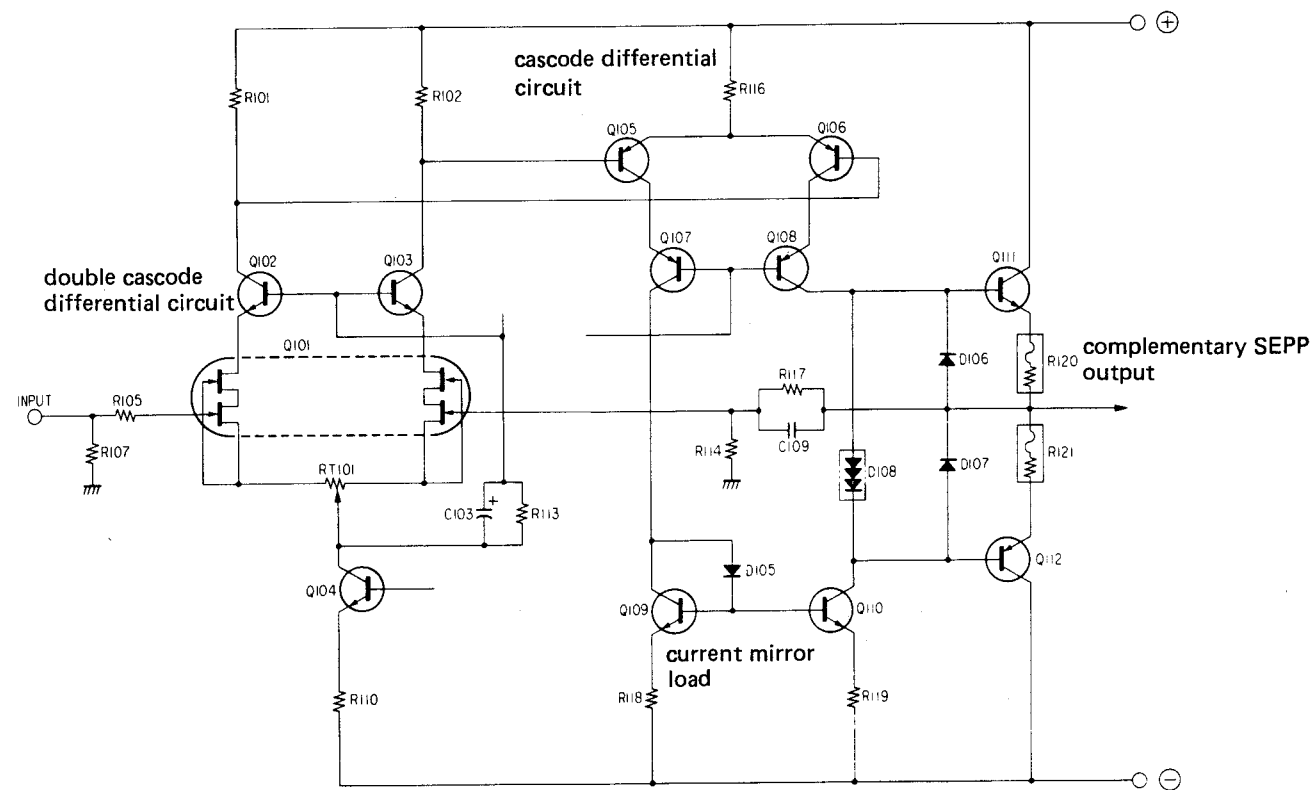 ⊕
cascode differential
circuit
R101
R102
R116
Q105
Q106
Q107
Q108
Q102
Q103
Q111
double cascode
differential circuit
Q101
D106
R120
complementary SEPP
output
R117
INPUT
R105
C109
R107
R114
D108
D107
R121
RT101
C103
+
R113
D105
Q112
Q104
Q109
Q110
current mirror
load
R110
R118
R119
⊖